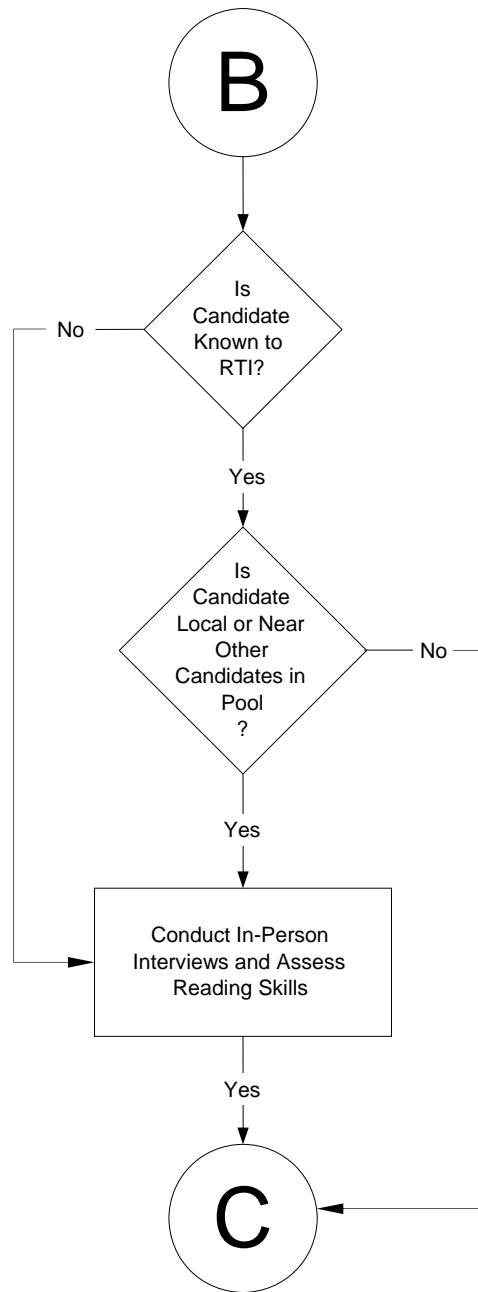 B
Is
Candidate
Known to
RTI?
No
Yes
Is
Candidate
Local or Near
Other
Candidates in
Pool
?
No
Yes
Conduct In-Person
Interviews and Assess
Reading Skills
Yes
C